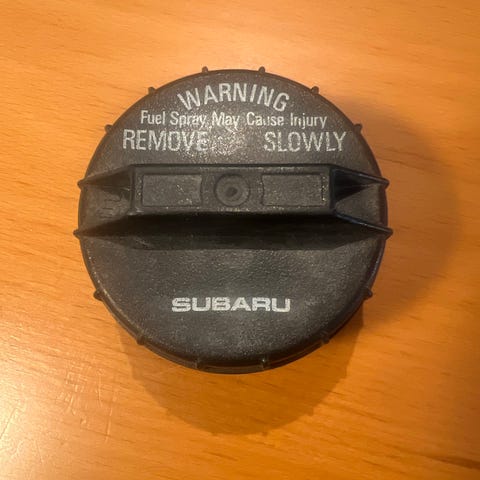 WARNING
Fuel Spray May Cause Injury
REMOVE SLOWLY
SUBARU